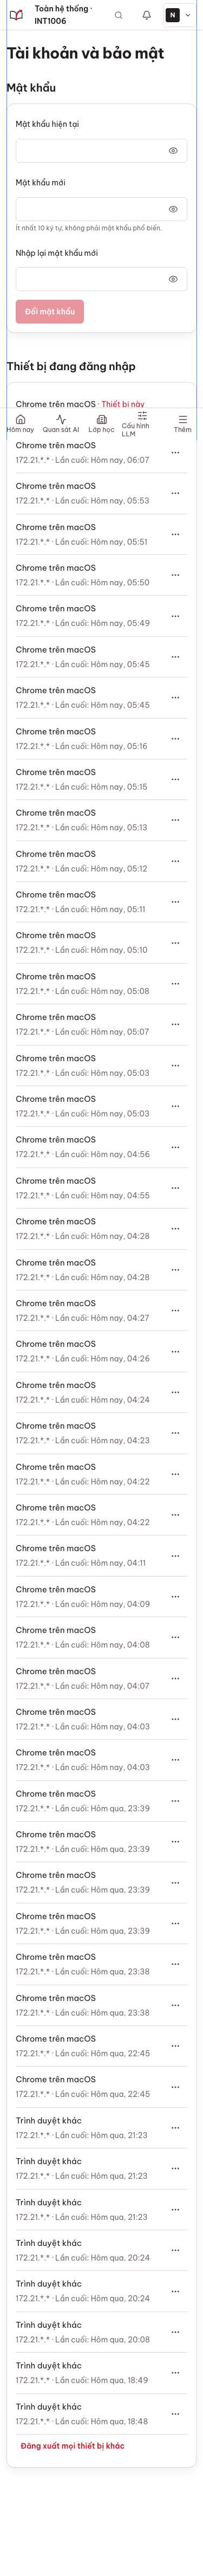 Toàn hệ thống ·
INT1006
N
Tài khoản và bảo mật
Mật khẩu
Mật khẩu hiện tại
Mật khẩu mới
Ít nhất 10 ký tự, không phải mật khẩu phổ biến.
Nhập lại mật khẩu mới
Đổi mật khẩu
Thiết bị đang đăng nhập
Chrome trên macOS · Thiết bị này
Hôm nay
Quan sát AI
Lớp học
Cấu hình
LLM
Thêm
Chrome trên macOS
172.21.*.* · Lần cuối: Hôm nay, 06:07
Chrome trên macOS
172.21.*.* · Lần cuối: Hôm nay, 05:53
Chrome trên macOS
172.21.*.* · Lần cuối: Hôm nay, 05:51
Chrome trên macOS
172.21.*.* · Lần cuối: Hôm nay, 05:50
Chrome trên macOS
172.21.*.* · Lần cuối: Hôm nay, 05:49
Chrome trên macOS
172.21.*.* · Lần cuối: Hôm nay, 05:45
Chrome trên macOS
172.21.*.* · Lần cuối: Hôm nay, 05:45
Chrome trên macOS
172.21.*.* · Lần cuối: Hôm nay, 05:16
Chrome trên macOS
172.21.*.* · Lần cuối: Hôm nay, 05:15
Chrome trên macOS
172.21.*.* · Lần cuối: Hôm nay, 05:13
Chrome trên macOS
172.21.*.* · Lần cuối: Hôm nay, 05:12
Chrome trên macOS
172.21.*.* · Lần cuối: Hôm nay, 05:11
Chrome trên macOS
172.21.*.* · Lần cuối: Hôm nay, 05:10
Chrome trên macOS
172.21.*.* · Lần cuối: Hôm nay, 05:08
Chrome trên macOS
172.21.*.* · Lần cuối: Hôm nay, 05:07
Chrome trên macOS
172.21.*.* · Lần cuối: Hôm nay, 05:03
Chrome trên macOS
172.21.*.* · Lần cuối: Hôm nay, 05:03
Chrome trên macOS
172.21.*.* · Lần cuối: Hôm nay, 04:56
Chrome trên macOS
172.21.*.* · Lần cuối: Hôm nay, 04:55
Chrome trên macOS
172.21.*.* · Lần cuối: Hôm nay, 04:28
Chrome trên macOS
172.21.*.* · Lần cuối: Hôm nay, 04:28
Chrome trên macOS
172.21.*.* · Lần cuối: Hôm nay, 04:27
Chrome trên macOS
172.21.*.* · Lần cuối: Hôm nay, 04:26
Chrome trên macOS
172.21.*.* · Lần cuối: Hôm nay, 04:24
Chrome trên macOS
172.21.*.* · Lần cuối: Hôm nay, 04:23
Chrome trên macOS
172.21.*.* · Lần cuối: Hôm nay, 04:22
Chrome trên macOS
172.21.*.* · Lần cuối: Hôm nay, 04:22
Chrome trên macOS
172.21.*.* · Lần cuối: Hôm nay, 04:11
Chrome trên macOS
172.21.*.* · Lần cuối: Hôm nay, 04:09
Chrome trên macOS
172.21.*.* · Lần cuối: Hôm nay, 04:08
Chrome trên macOS
172.21.*.* · Lần cuối: Hôm nay, 04:07
Chrome trên macOS
172.21.*.* · Lần cuối: Hôm nay, 04:03
Chrome trên macOS
172.21.*.* · Lần cuối: Hôm nay, 04:03
Chrome trên macOS
172.21.*.* · Lần cuối: Hôm qua, 23:39
Chrome trên macOS
172.21.*.* · Lần cuối: Hôm qua, 23:39
Chrome trên macOS
172.21.*.* · Lần cuối: Hôm qua, 23:39
Chrome trên macOS
172.21.*.* · Lần cuối: Hôm qua, 23:39
Chrome trên macOS
172.21.*.* · Lần cuối: Hôm qua, 23:38
Chrome trên macOS
172.21.*.* · Lần cuối: Hôm qua, 23:38
Chrome trên macOS
172.21.*.* · Lần cuối: Hôm qua, 22:45
Chrome trên macOS
172.21.*.* · Lần cuối: Hôm qua, 22:45
Trình duyệt khác
172.21.*.* · Lần cuối: Hôm qua, 21:23
Trình duyệt khác
172.21.*.* · Lần cuối: Hôm qua, 21:23
Trình duyệt khác
172.21.*.* · Lần cuối: Hôm qua, 21:23
Trình duyệt khác
172.21.*.* · Lần cuối: Hôm qua, 20:24
Trình duyệt khác
172.21.*.* · Lần cuối: Hôm qua, 20:24
Trình duyệt khác
172.21.*.* · Lần cuối: Hôm qua, 20:08
Trình duyệt khác
172.21.*.* · Lần cuối: Hôm qua, 18:49
Trình duyệt khác
172.21.*.* · Lần cuối: Hôm qua, 18:48
Đăng xuất mọi thiết bị khác